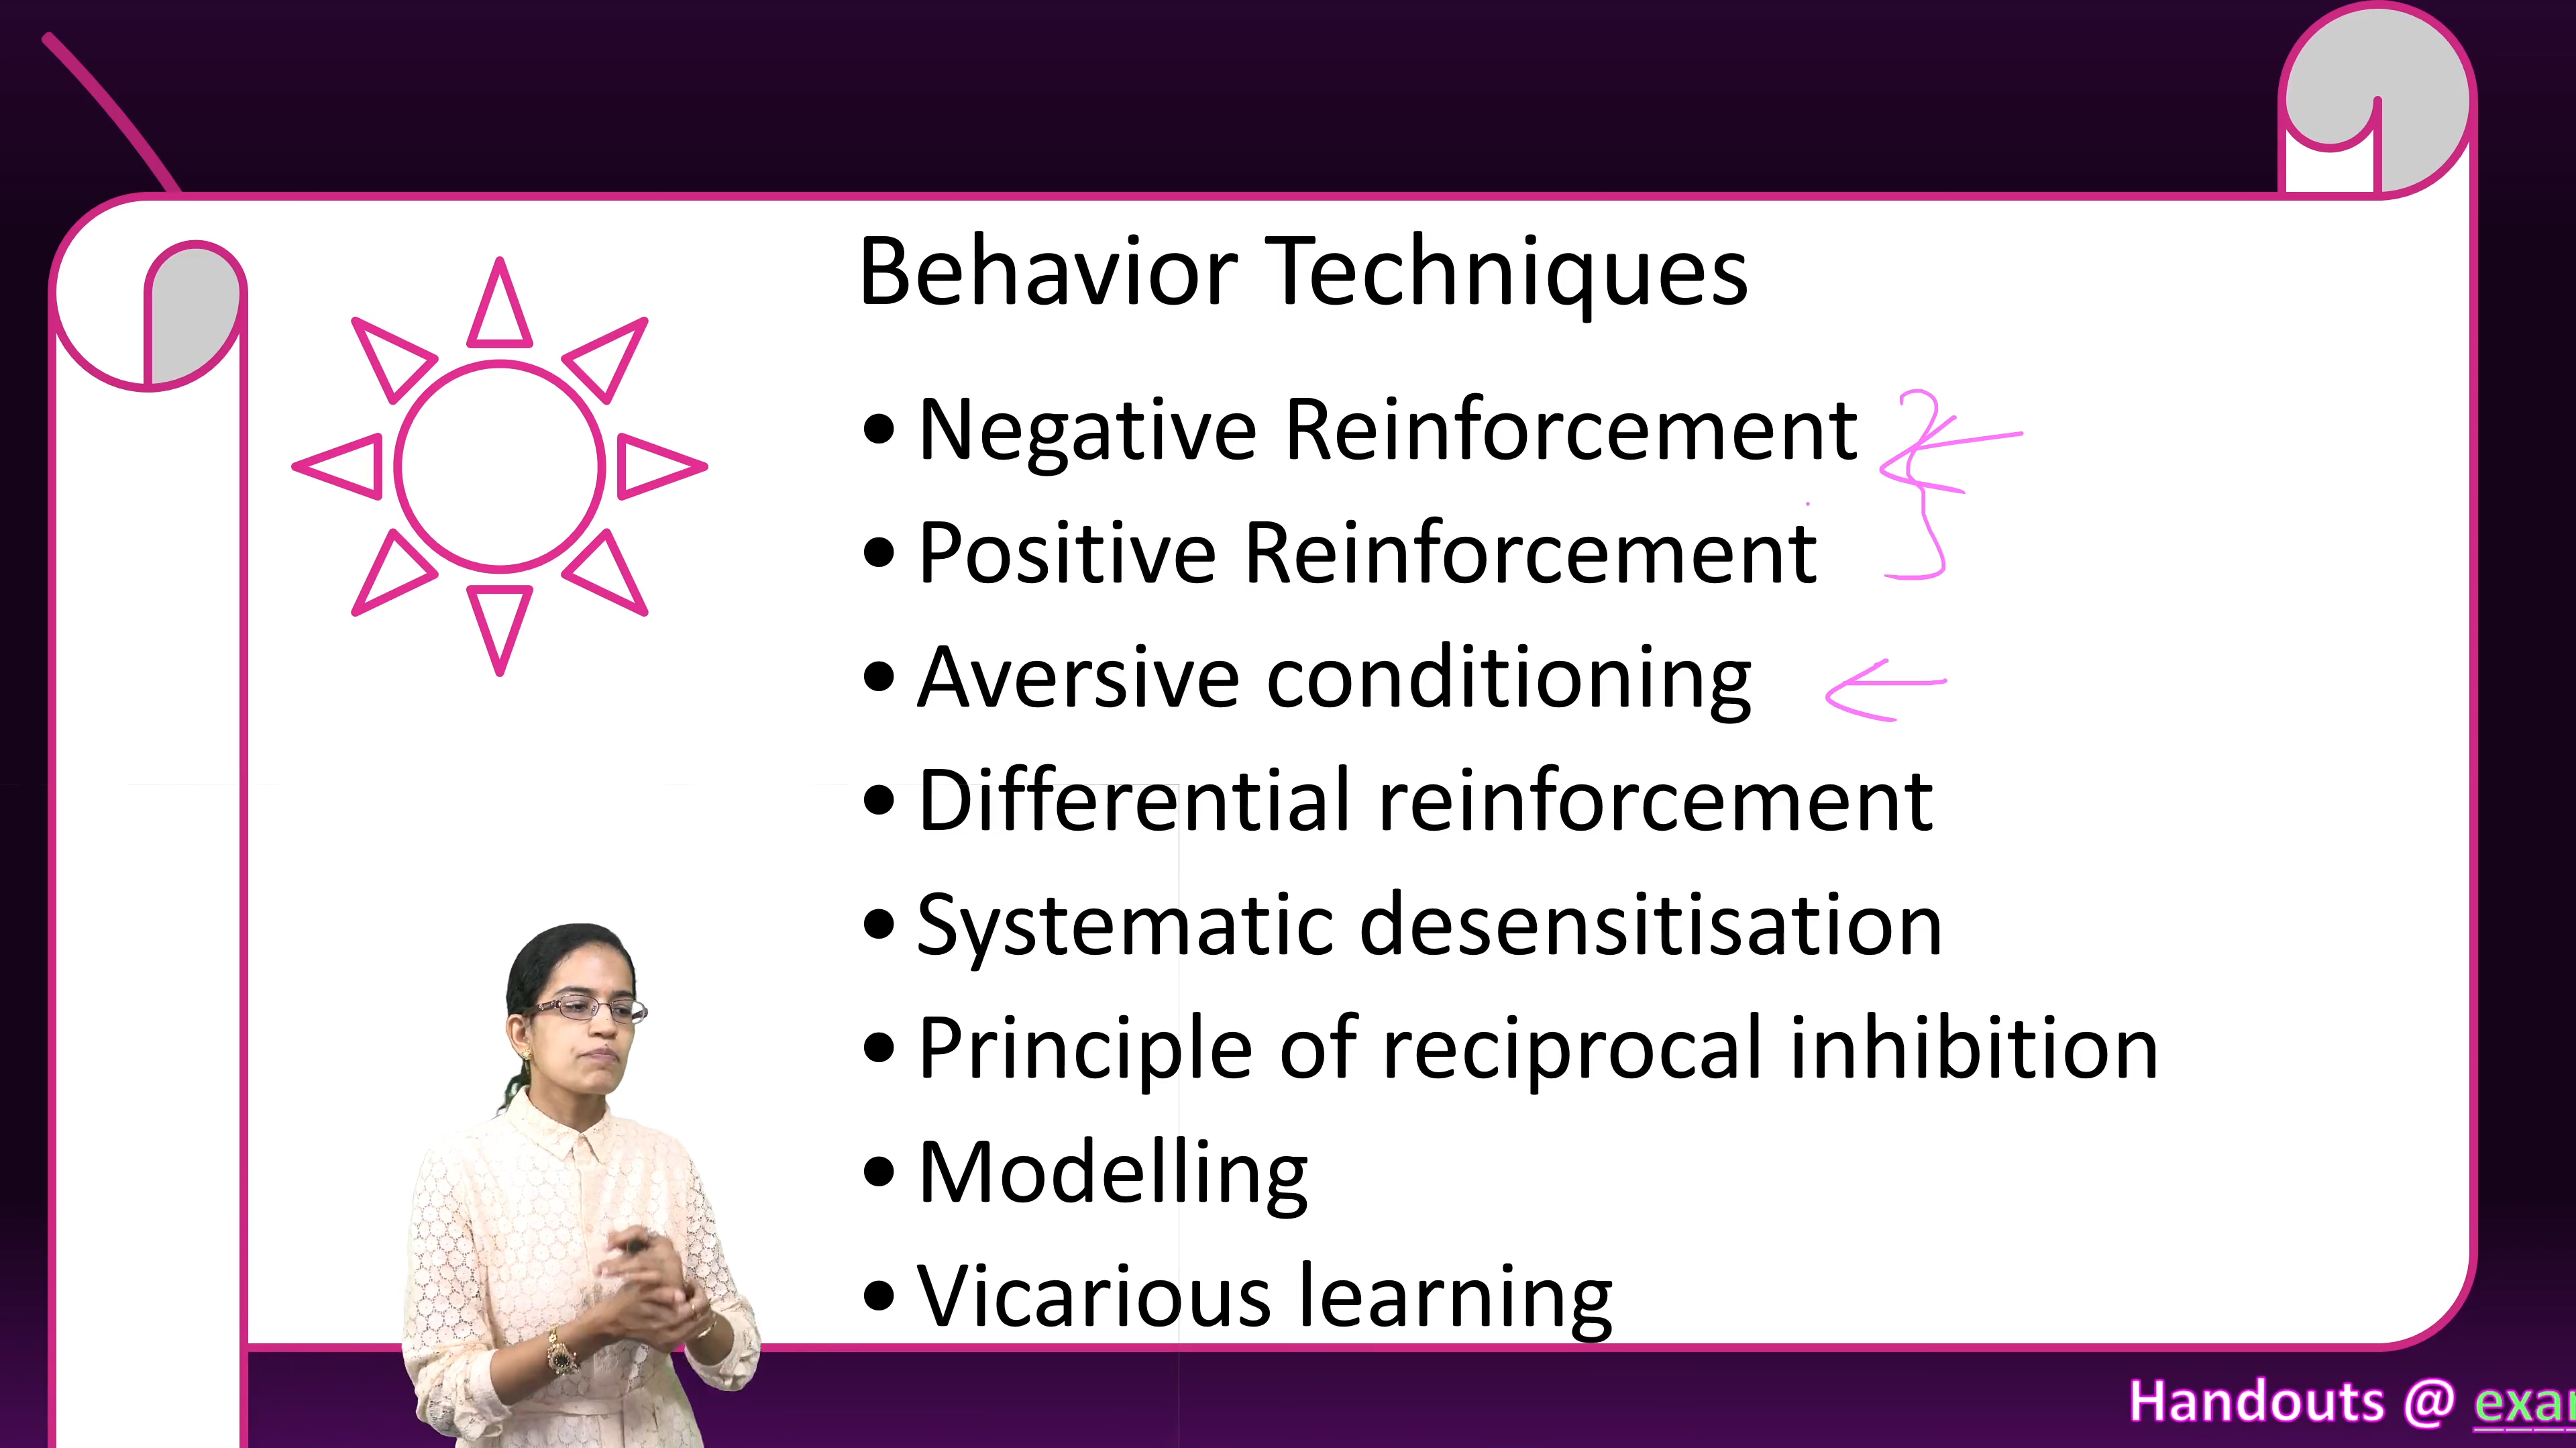 Behavior Techniques
• Negative Reinforcement
• Positive Reinforcement
• Aversive conditioning
• Differential reinforcement
• Systematic desensitisation
• Principle of reciprocal inhibition
• Modelling
• Vicarious learning
Handouts @